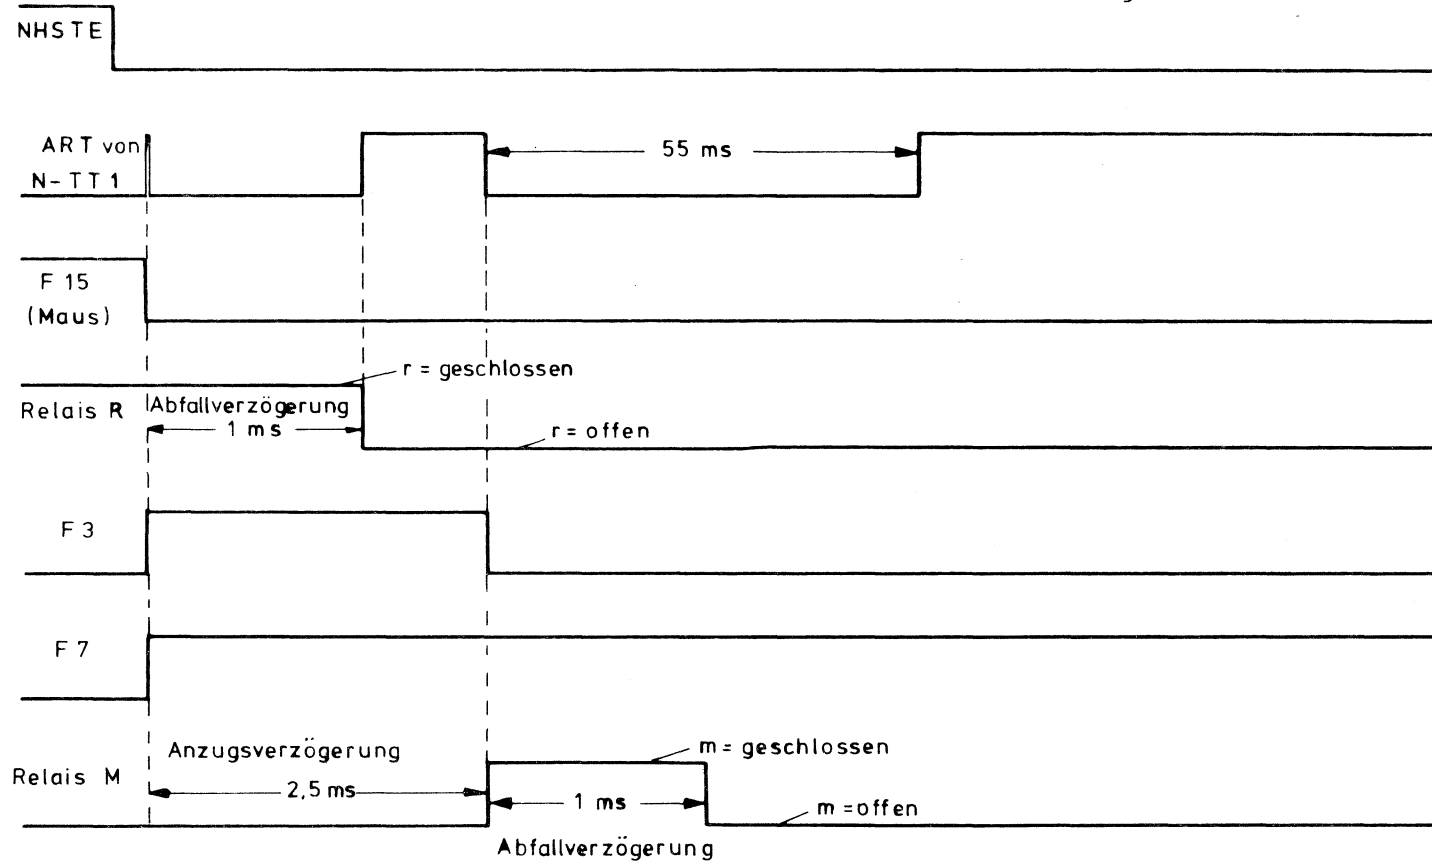 NHSTE
ART von
N-TT1
55 ms
F 15
(Maus)
r = geschlossen
Relais R
Abfallverzögerung
1 ms
r = offen
F 3
F 7
Anzugsverzögerung
m = geschlossen
Relais M
2,5 ms
1 ms
m = offen
Abfallverzögerung